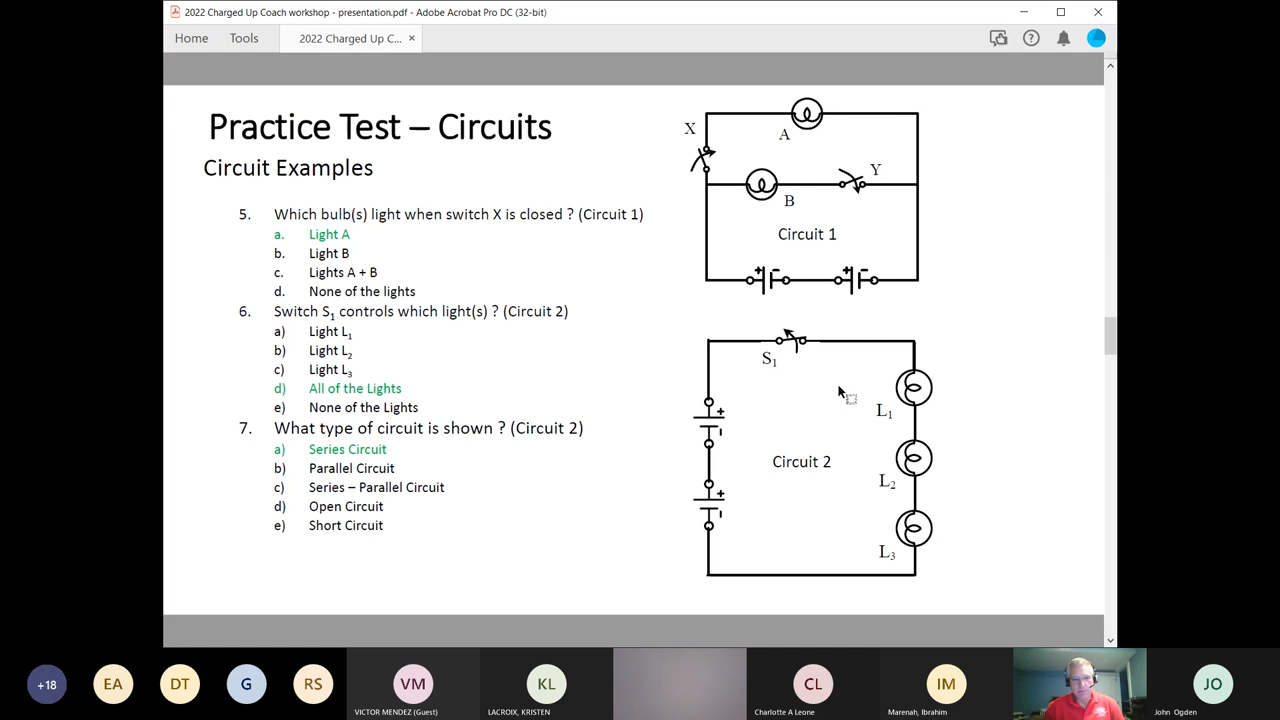 2022 Charged Up Coach workshop - presentation.pdf - Adobe Acrobat Pro DC (32-bit)
Home Tools 2022 Charged Up C... ×
Practice Test – Circuits
Circuit Examples
5. Which bulb(s) light when switch X is closed ? (Circuit 1)
a. Light A
b. Light B
c. Lights A + B
d. None of the lights
6. Switch S₁ controls which light(s) ? (Circuit 2)
a) Light L₁
b) Light L₂
c) Light L₃
d) All of the Lights
e) None of the Lights
7. What type of circuit is shown ? (Circuit 2)
a) Series Circuit
b) Parallel Circuit
c) Series – Parallel Circuit
d) Open Circuit
e) Short Circuit
X
A
Y
B
Circuit 1
+ - + -
S₁
L₁
+
-
Circuit 2
L₂
+
-
L₃
+18 EA DT G RS VM KL CL IM JO
VICTOR MENDEZ (Guest) LACROIX, KRISTEN Charlotte A Leone Marenah, Ibrahim John Ogden